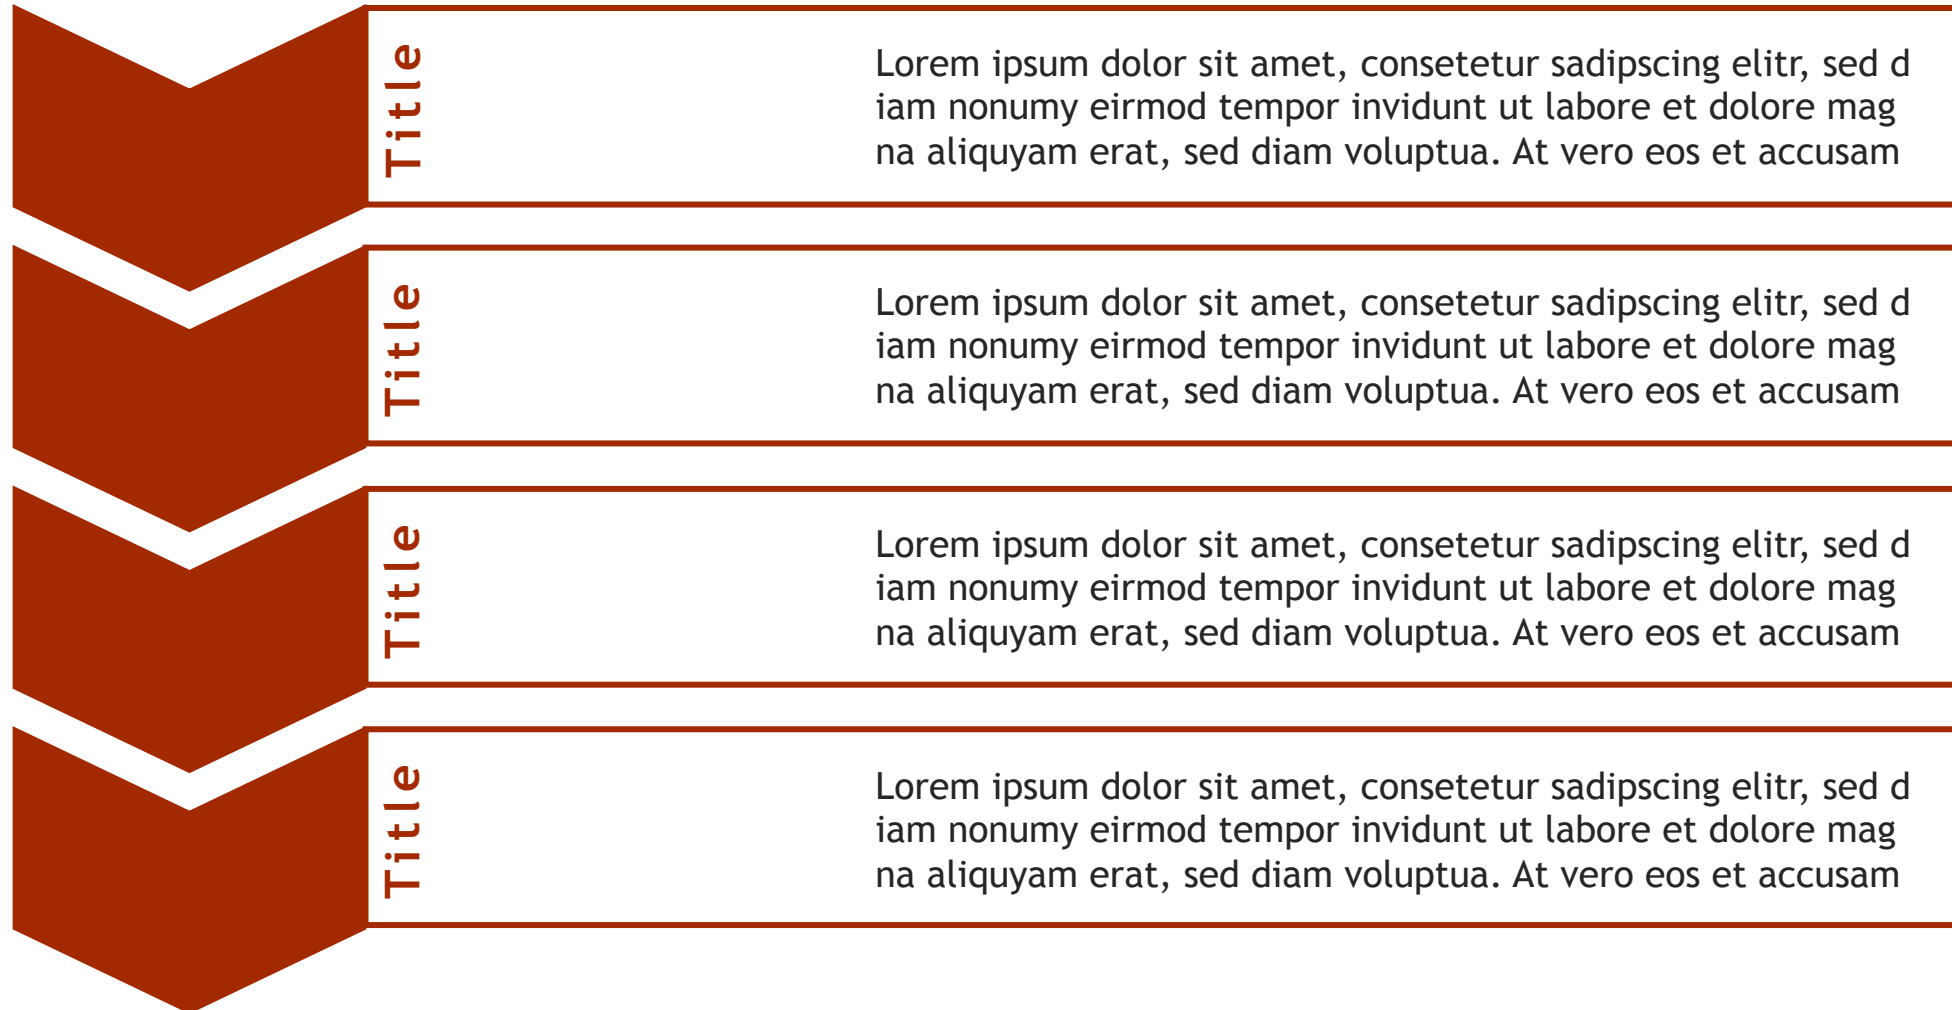 Title
Lorem ipsum dolor sit amet, consetetur sadipscing elitr, sed d
iam nonumy eirmod tempor invidunt ut labore et dolore mag
na aliquyam erat, sed diam voluptua. At vero eos et accusam
Title
Lorem ipsum dolor sit amet, consetetur sadipscing elitr, sed d
iam nonumy eirmod tempor invidunt ut labore et dolore mag
na aliquyam erat, sed diam voluptua. At vero eos et accusam
Title
Lorem ipsum dolor sit amet, consetetur sadipscing elitr, sed d
iam nonumy eirmod tempor invidunt ut labore et dolore mag
na aliquyam erat, sed diam voluptua. At vero eos et accusam
Title
Lorem ipsum dolor sit amet, consetetur sadipscing elitr, sed d
iam nonumy eirmod tempor invidunt ut labore et dolore mag
na aliquyam erat, sed diam voluptua. At vero eos et accusam